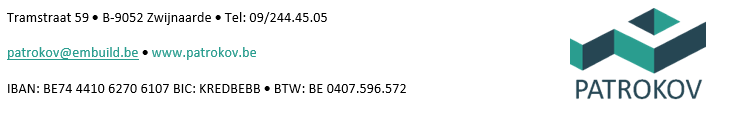 Tramstraat 59 • B-9052 Zwijnaarde • Tel: 09/244.45.05
patrokov@embuild.be • www.patrokov.be
IBAN: BE74 4410 6270 6107 BIC: KREDBEBB • BTW: BE 0407.596.572
PATROKOV